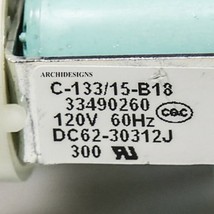 ARCHIDESIGNS
C-133/15-B18
33490260
120V 60Hz
DC62-30312J
300